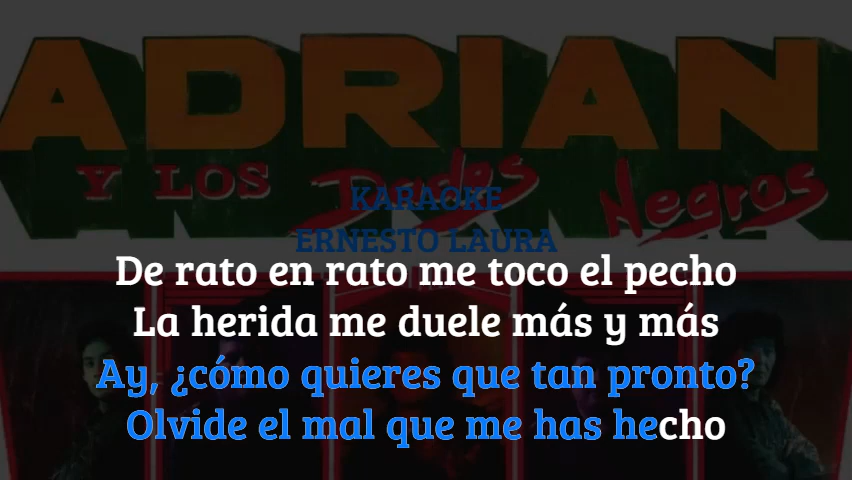 ADRIAN
Y LOS Dados Negros
KARAOKE
ERNESTO LAURA
De rato en rato me toco el pecho
La herida me duele más y más
Ay, ¿cómo quieres que tan pronto?
Olvide el mal que me has hecho